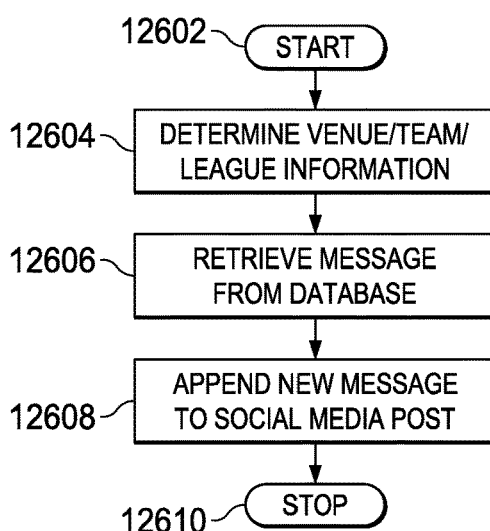 12602
START
12604
DETERMINE VENUE/TEAM/
LEAGUE INFORMATION
12606
RETRIEVE MESSAGE
FROM DATABASE
12608
APPEND NEW MESSAGE
TO SOCIAL MEDIA POST
12610
STOP